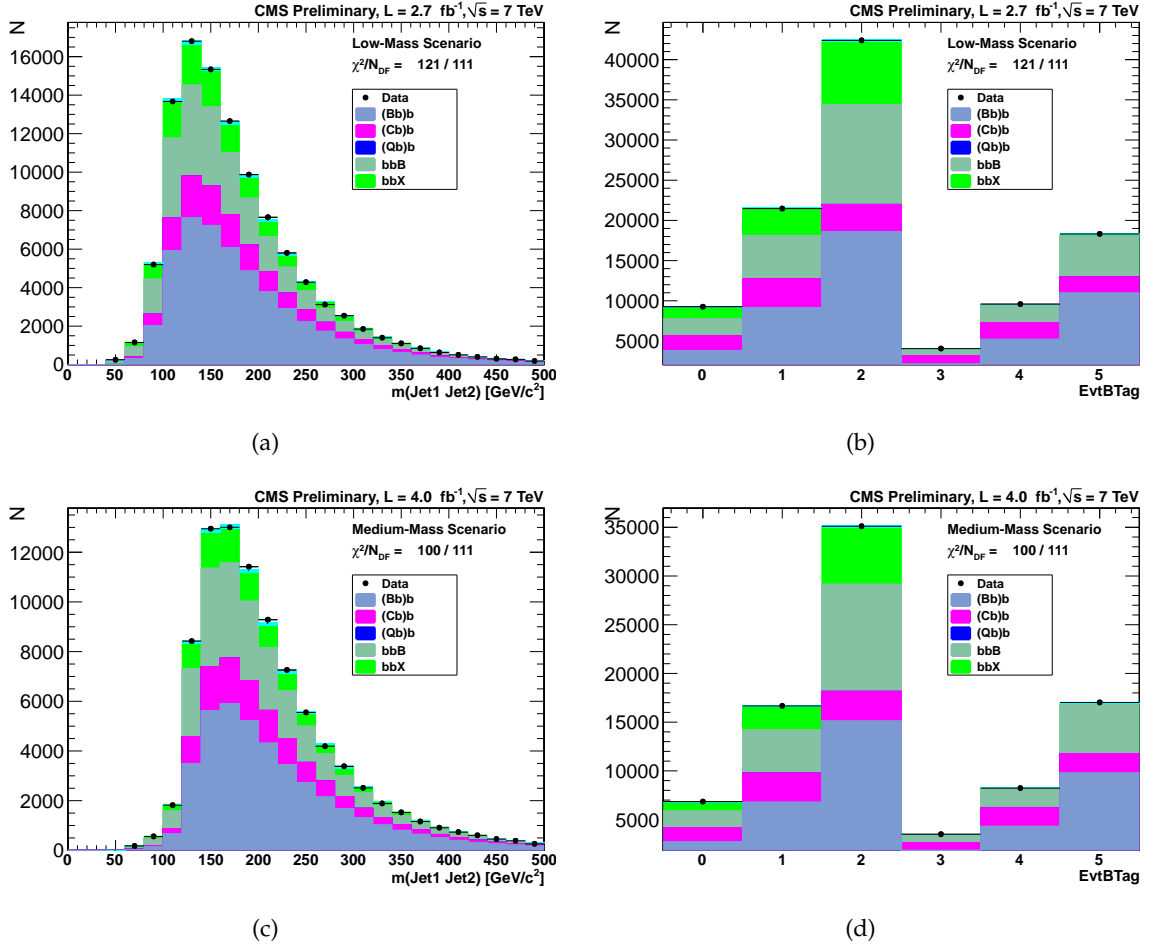 CMS Preliminary, L = 2.7 fb⁻¹,√s = 7 TeV
N
Low-Mass Scenario
χ²/N_DF = 121 / 111
Data
(Bb)b
(Cb)b
(Qb)b
bbB
bbX
16000
14000
12000
10000
8000
6000
4000
2000
0
0 50 100 150 200 250 300 350 400 450 500
m(Jet1 Jet2) [GeV/c²]
(a)
CMS Preliminary, L = 2.7 fb⁻¹,√s = 7 TeV
N
Low-Mass Scenario
χ²/N_DF = 121 / 111
Data
(Bb)b
(Cb)b
(Qb)b
bbB
bbX
40000
35000
30000
25000
20000
15000
10000
5000
0 1 2 3 4 5
EvtBTag
(b)
CMS Preliminary, L = 4.0 fb⁻¹,√s = 7 TeV
N
Medium-Mass Scenario
χ²/N_DF = 100 / 111
Data
(Bb)b
(Cb)b
(Qb)b
bbB
bbX
12000
10000
8000
6000
4000
2000
0
0 50 100 150 200 250 300 350 400 450 500
m(Jet1 Jet2) [GeV/c²]
(c)
CMS Preliminary, L = 4.0 fb⁻¹,√s = 7 TeV
N
Medium-Mass Scenario
χ²/N_DF = 100 / 111
Data
(Bb)b
(Cb)b
(Qb)b
bbB
bbX
35000
30000
25000
20000
15000
10000
5000
0 1 2 3 4 5
EvtBTag
(d)